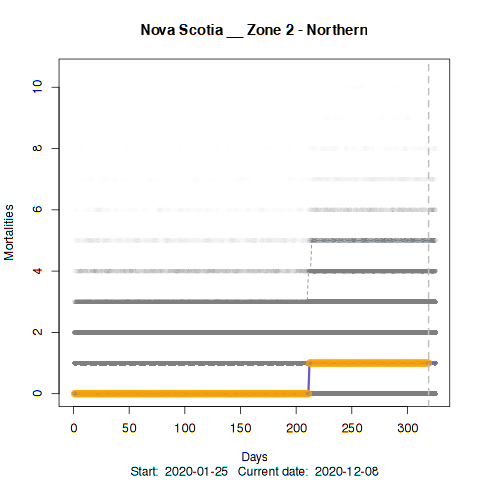 Nova Scotia __ Zone 2 - Northern
Mortalities
0 2 4 6 8 10
0 50 100 150 200 250 300
Days
Start: 2020-01-25 Current date: 2020-12-08